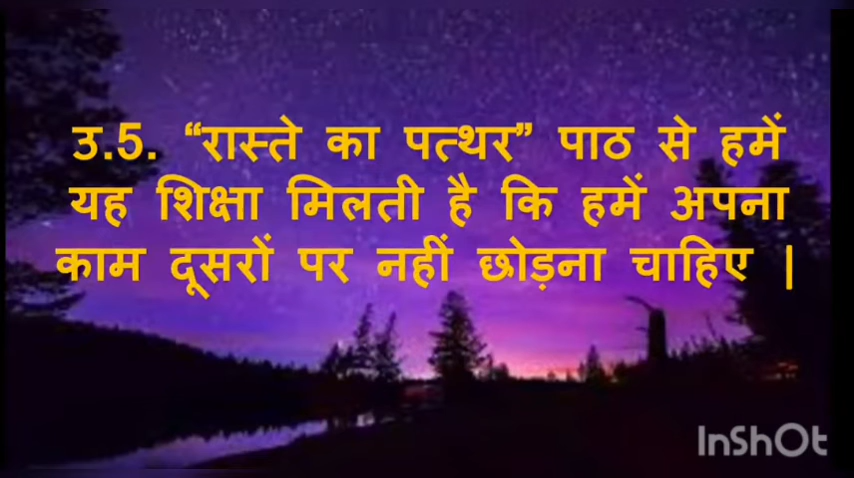 उ.5. “रास्ते का पत्थर” पाठ से हमें
यह शिक्षा मिलती है कि हमें अपना
काम दूसरों पर नहीं छोड़ना चाहिए |
InShOt